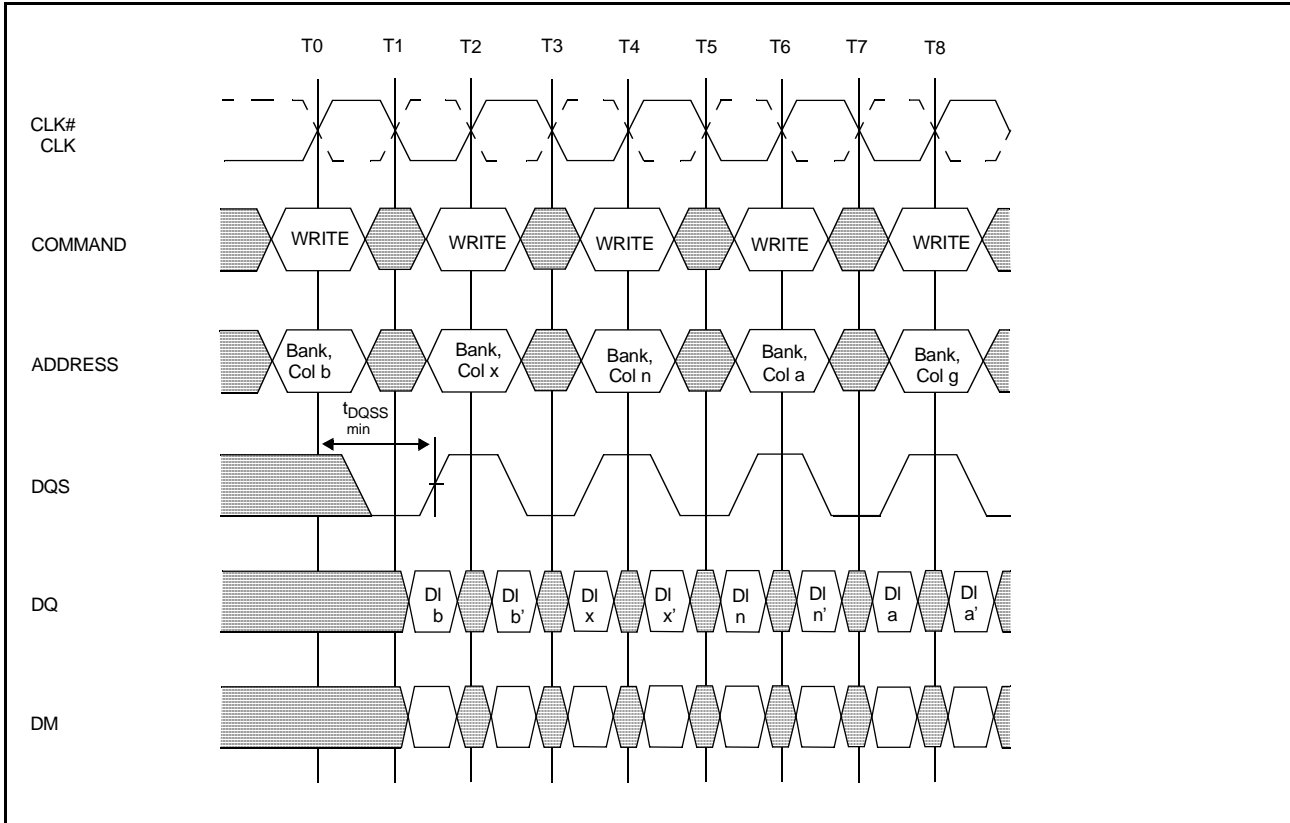 T0 T1 T2 T3 T4 T5 T6 T7 T8
CLK#
CLK
COMMAND
WRITE WRITE WRITE WRITE WRITE
ADDRESS
Bank, Bank, Bank, Bank, Bank,
Col b Col x Col n Col a Col g
tDQSS
min
DQS
DQ
DI DI DI DI DI DI DI DI
b b’ x x’ n n’ a a’
DM